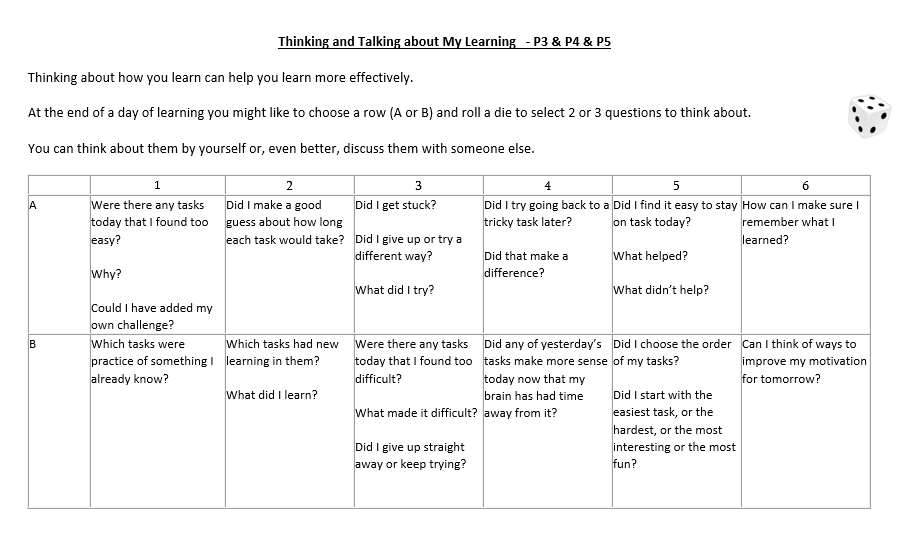 Thinking and Talking about My Learning - P3 & P4 & P5
Thinking about how you learn can help you learn more effectively.
At the end of a day of learning you might like to choose a row (A or B) and roll a die to select 2 or 3 questions to think about.
You can think about them by yourself or, even better, discuss them with someone else.
1
2
3
4
5
6
A
Were there any tasks
today that I found too
easy?
Why?
Could I have added my
own challenge?
Did I make a good
guess about how long
each task would take?
Did I get stuck?
Did I give up or try a
different way?
What did I try?
Did I try going back to a
tricky task later?
Did that make a
difference?
Did I find it easy to stay
on task today?
What helped?
What didn’t help?
How can I make sure I
remember what I
learned?
B
Which tasks were
practice of something I
already know?
Which tasks had new
learning in them?
What did I learn?
Were there any tasks
today that I found too
difficult?
What made it difficult?
Did I give up straight
away or keep trying?
Did any of yesterday’s
tasks make more sense
today now that my
brain has had time
away from it?
Did I choose the order
of my tasks?
Did I start with the
easiest task, or the
hardest, or the most
interesting or the most
fun?
Can I think of ways to
improve my motivation
for tomorrow?